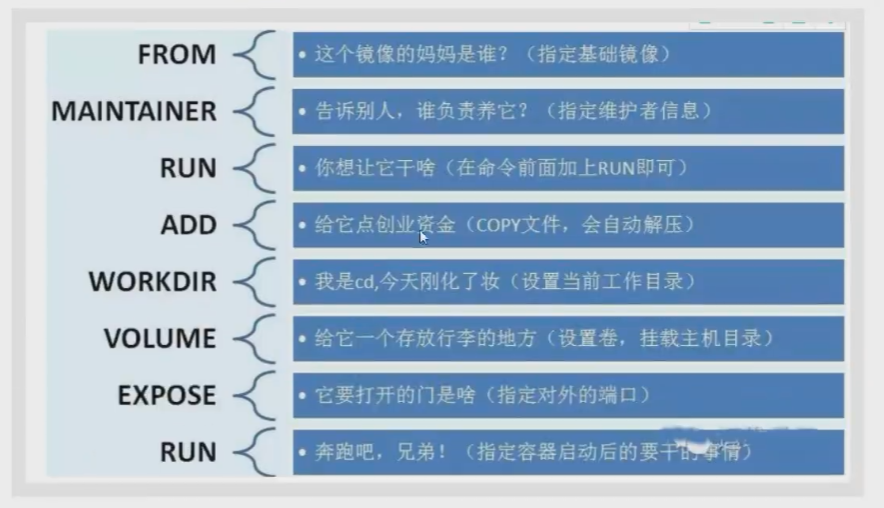 FROM • 这个镜像的妈妈是谁？（指定基础镜像）
MAINTAINER • 告诉别人，谁负责养它？（指定维护者信息）
RUN • 你想让它干啥（在命令前面加上RUN即可）
ADD • 给它点创业资金（COPY文件，会自动解压）
WORKDIR • 我是cd,今天刚化了妆（设置当前工作目录）
VOLUME • 给它一个存放行李的地方（设置卷，挂载主机目录）
EXPOSE • 它要打开的门是啥（指定对外的端口）
RUN • 奔跑吧，兄弟！（指定容器启动后的要干的事情）